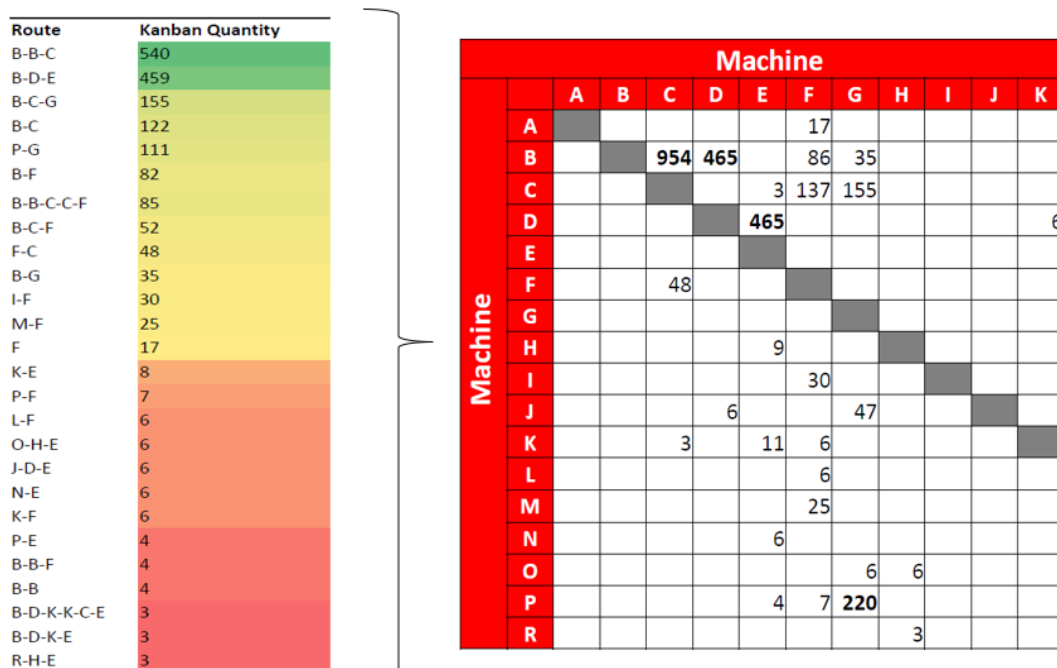 Route Kanban Quantity
B-B-C 540
B-D-E 459
B-C-G 155
B-C 122
P-G 111
B-F 82
B-B-C-C-F 85
B-C-F 52
F-C 48
B-G 35
I-F 30
M-F 25
F 17
K-E 8
P-F 7
L-F 6
O-H-E 6
J-D-E 6
N-E 6
K-F 6
P-E 4
B-B-F 4
B-B 4
B-D-K-K-C-E 3
B-D-K-E 3
R-H-E 3
Machine
A B C D E F G H I J K
Machine
A 17
B 954 465 86 35
C 3 137 155
D 465 6
E
F 48
G
H 9
I 30
J 6 47
K 3 11 6
L 6
M 25
N 6
O 6 6
P 4 7 220
R 3